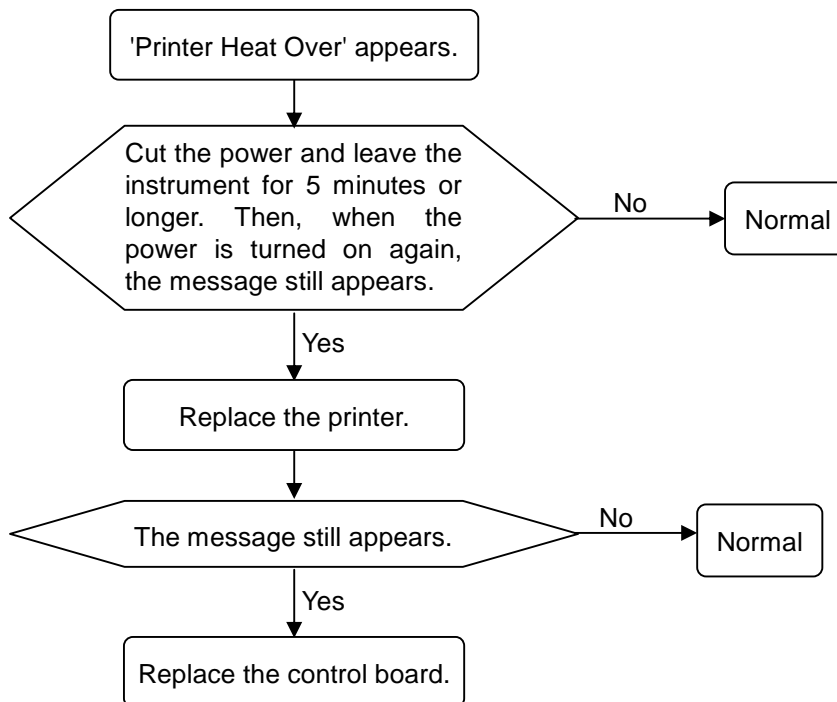 'Printer Heat Over' appears.
Cut the power and leave the
instrument for 5 minutes or
longer. Then, when the
power is turned on again,
the message still appears.
No
Normal
Yes
Replace the printer.
The message still appears.
No
Normal
Yes
Replace the control board.